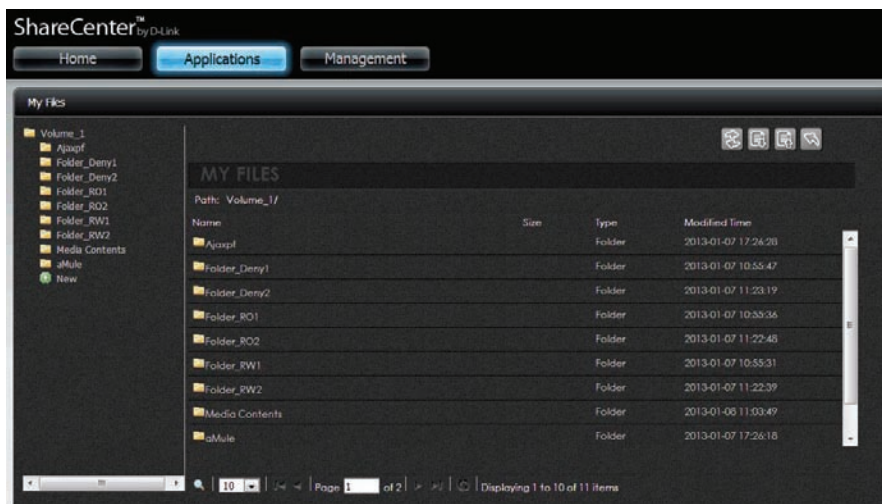 ShareCenter™ by D-Link
Home Applications Management
My Files
Volume_1
Ajaxpf
Folder_Deny1
Folder_Deny2
Folder_RO1
Folder_RO2
Folder_RW1
Folder_RW2
Media Contents
aMule
New
MY FILES
Path: Volume_1/
Name Size Type Modified Time
Ajaxpf Folder 2013-01-07 17:26:28
Folder_Deny1 Folder 2013-01-07 10:55:47
Folder_Deny2 Folder 2013-01-07 11:23:19
Folder_RO1 Folder 2013-01-07 10:55:36
Folder_RO2 Folder 2013-01-07 11:22:48
Folder_RW1 Folder 2013-01-07 10:55:31
Folder_RW2 Folder 2013-01-07 11:22:39
Media Contents Folder 2013-01-08 11:03:49
aMule Folder 2013-01-07 17:26:18
10 Page 1 of 2 Displaying 1 to 10 of 11 items